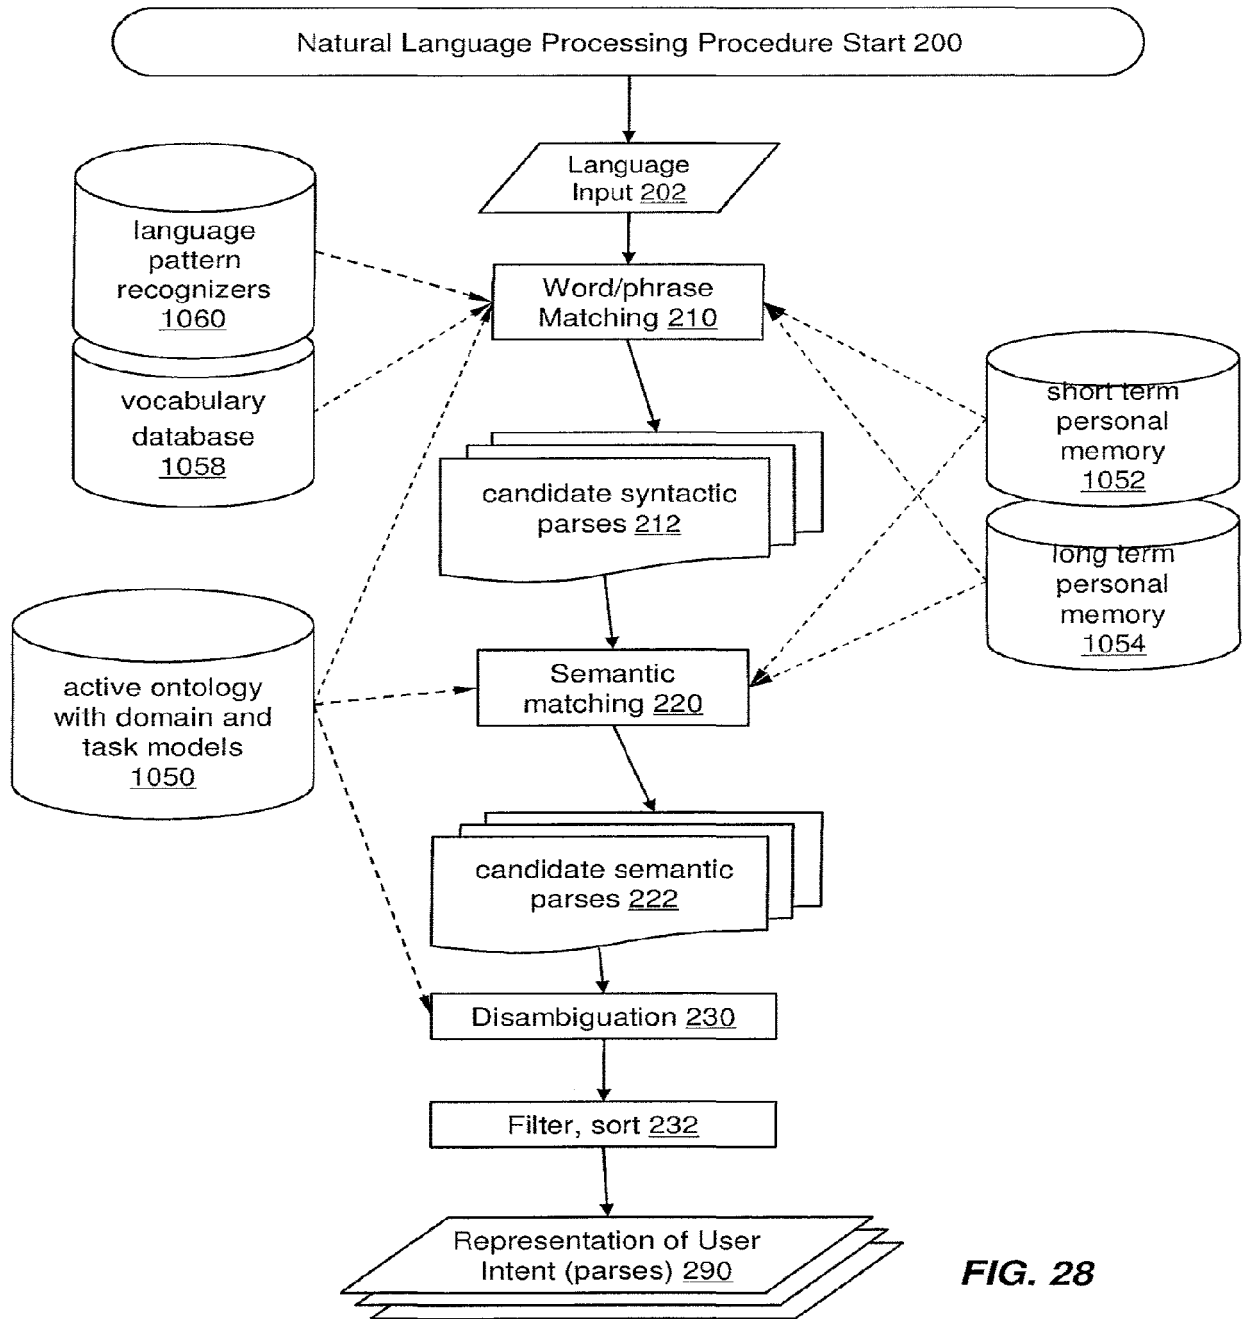 Natural Language Processing Procedure Start 200
Language
Input 202
language
pattern
recognizers
1060
Word/phrase
Matching 210
vocabulary
database
1058
short term
personal
memory
1052
candidate syntactic
parses 212
long term
personal
memory
1054
active ontology
with domain and
task models
1050
Semantic
matching 220
candidate semantic
parses 222
Disambiguation 230
Filter, sort 232
Representation of User
Intent (parses) 290
FIG. 28